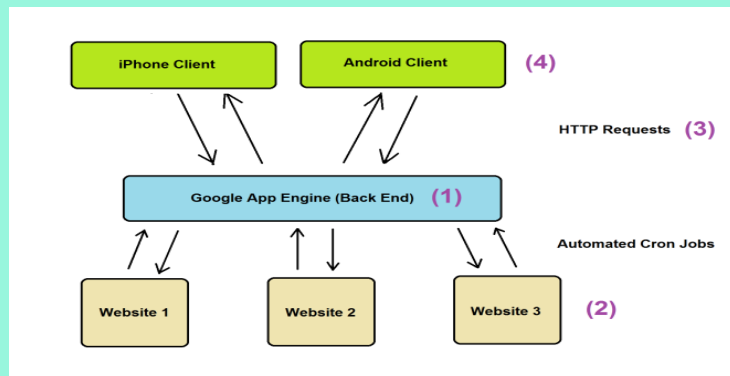 iPhone Client
Android Client (4)
HTTP Requests (3)
Google App Engine (Back End) (1)
Automated Cron Jobs
Website 1
Website 2
Website 3 (2)